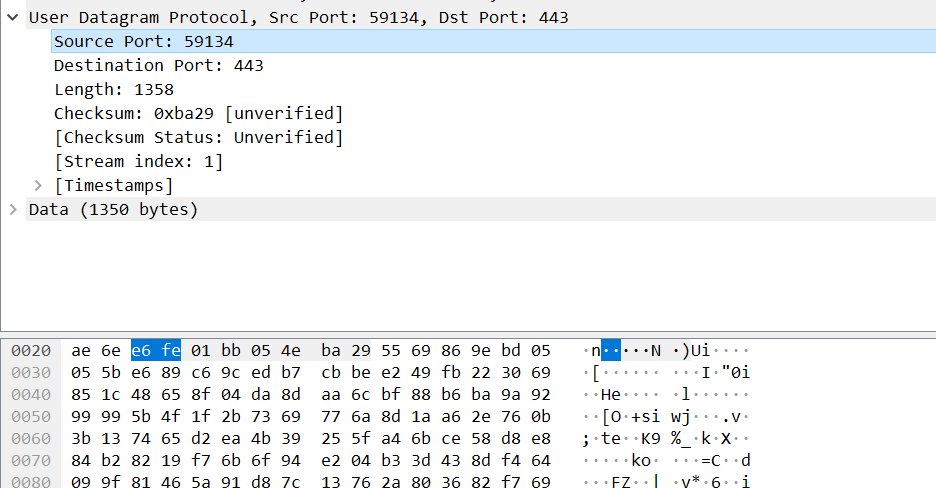 User Datagram Protocol, Src Port: 59134, Dst Port: 443
Source Port: 59134
Destination Port: 443
Length: 1358
Checksum: 0xba29 [unverified]
[Checksum Status: Unverified]
[Stream index: 1]
[Timestamps]
Data (1350 bytes)
0020 ae 6e e6 fe 01 bb 05 4e ba 29 55 69 86 9e bd 05 ·n·····N ·)Ui····
0030 05 5b e6 89 c6 9c ed b7 cb be e2 49 fb 22 30 69 ·[······ ···I·"0i
0040 85 1c 48 65 8f 04 da 8d aa 6c bf 88 b6 ba 9a 92 ··He···· ·l······
0050 99 99 5b 4f 1f 2b 73 69 77 6a 8d 1a a6 2e 76 0b ··[O·+si wj···.v·
0060 3b 13 74 65 d2 ea 4b 39 25 5f a4 6b ce 58 d8 e8 ;·te··K9 %_·k·X··
0070 84 b2 82 19 f7 6b 6f 94 e2 04 b3 3d 43 8d f4 64 ·····ko· ···=C··d
0080 09 9f 81 46 5a 91 d8 7c 13 76 2a 80 36 82 f7 69 ···FZ··| ·v*·6··i